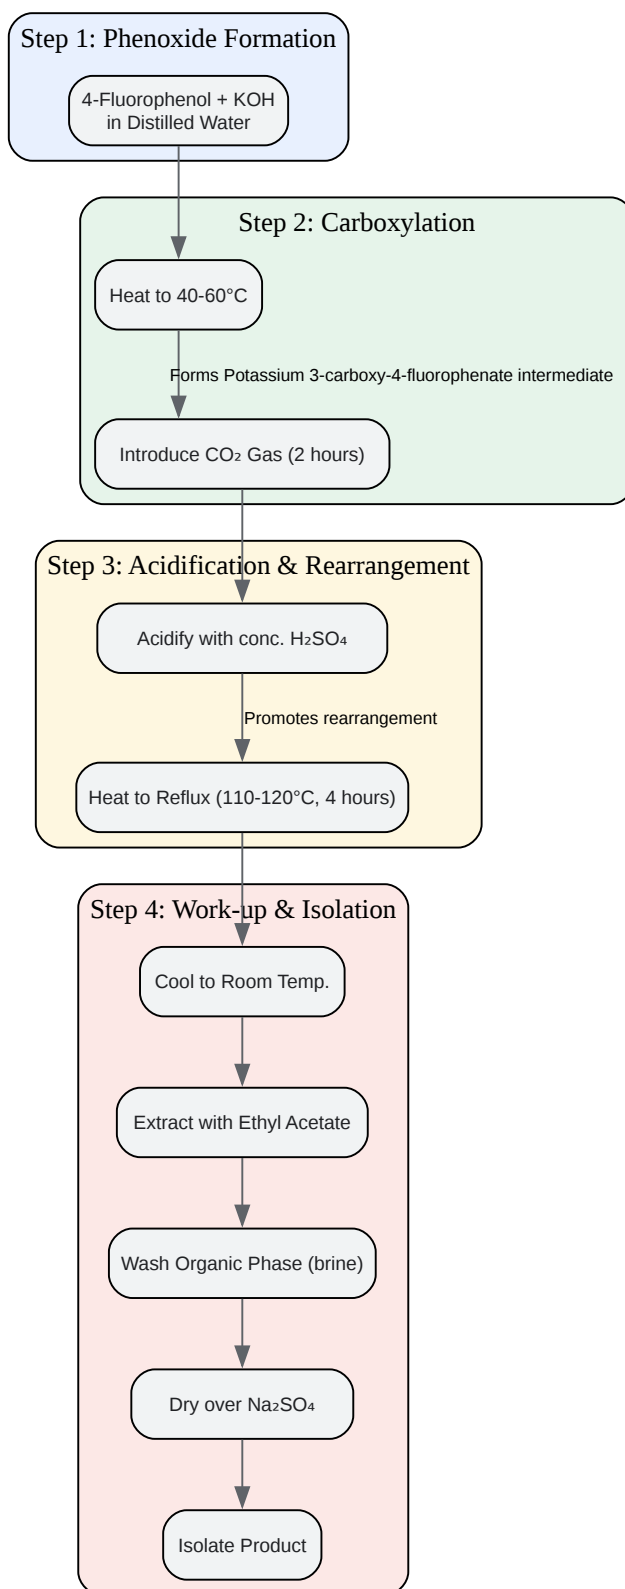 Step 1: Phenoxide Formation
4-Fluorophenol + KOH
in Distilled Water
Step 2: Carboxylation
Heat to 40-60°C
Forms Potassium 3-carboxy-4-fluorophenate intermediate
Introduce CO₂ Gas (2 hours)
Step 3: Acidification & Rearrangement
Acidify with conc. H₂SO₄
Promotes rearrangement
Heat to Reflux (110-120°C, 4 hours)
Step 4: Work-up & Isolation
Cool to Room Temp.
Extract with Ethyl Acetate
Wash Organic Phase (brine)
Dry over Na₂SO₄
Isolate Product